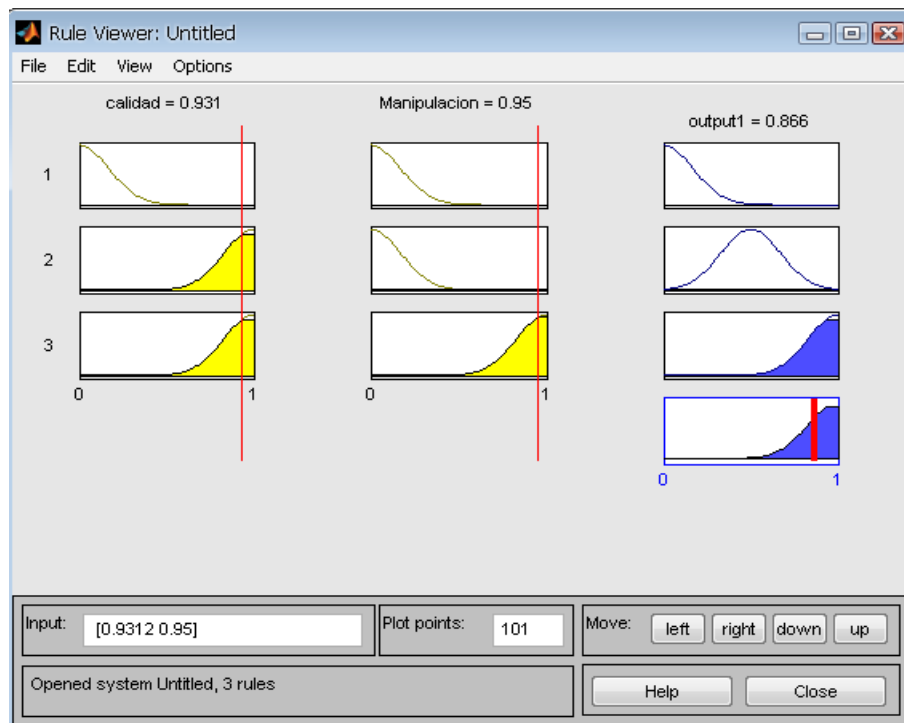 Rule Viewer: Untitled
File Edit View Options
calidad = 0.931
Manipulacion = 0.95
output1 = 0.866
1
2
3
0 1
0 1
0 1
Input: [0.9312 0.95]
Plot points: 101
Move: left right down up
Opened system Untitled, 3 rules
Help Close